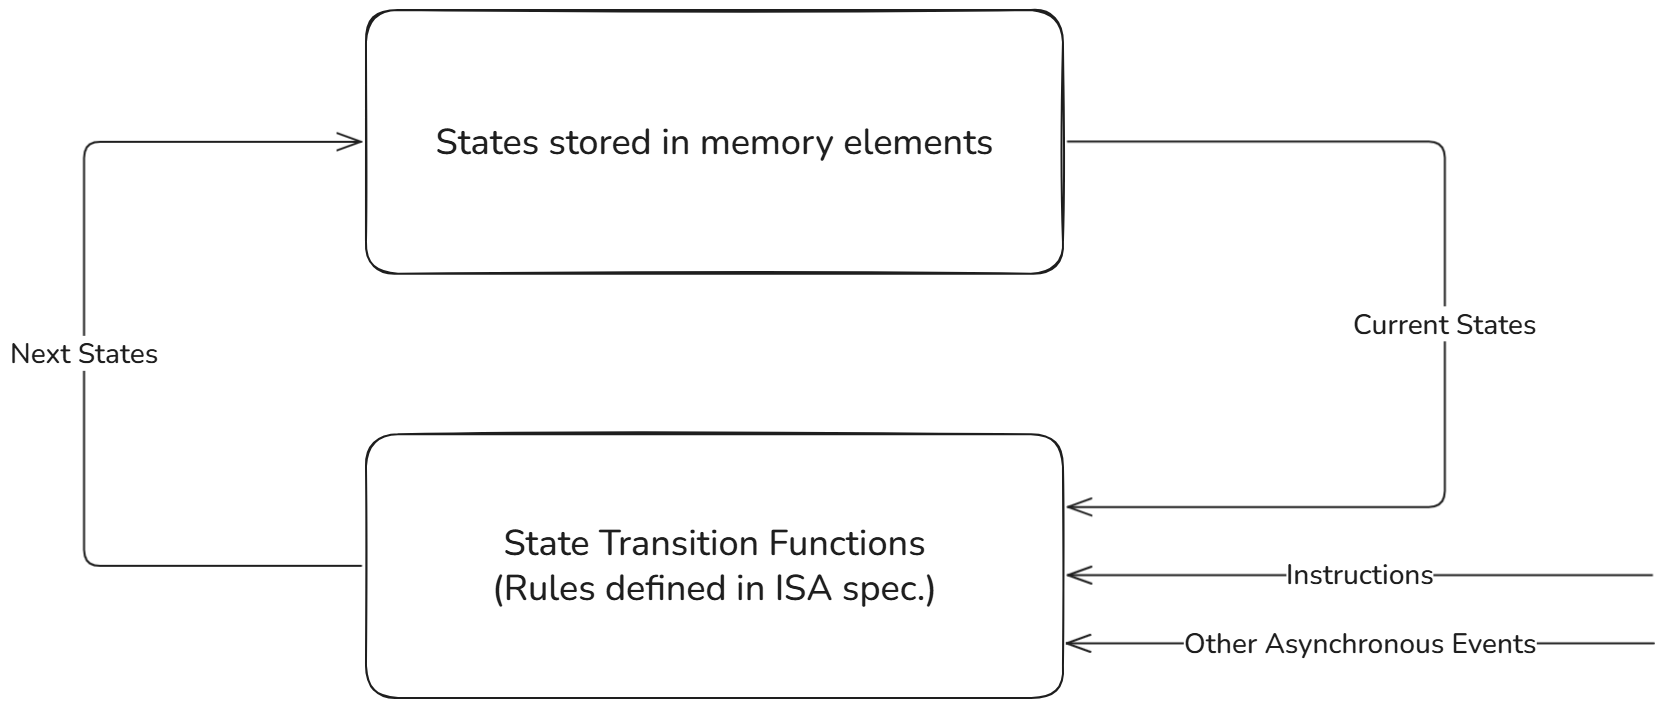 States stored in memory elements
Current States
Next States
State Transition Functions
(Rules defined in ISA spec.)
Instructions
Other Asynchronous Events